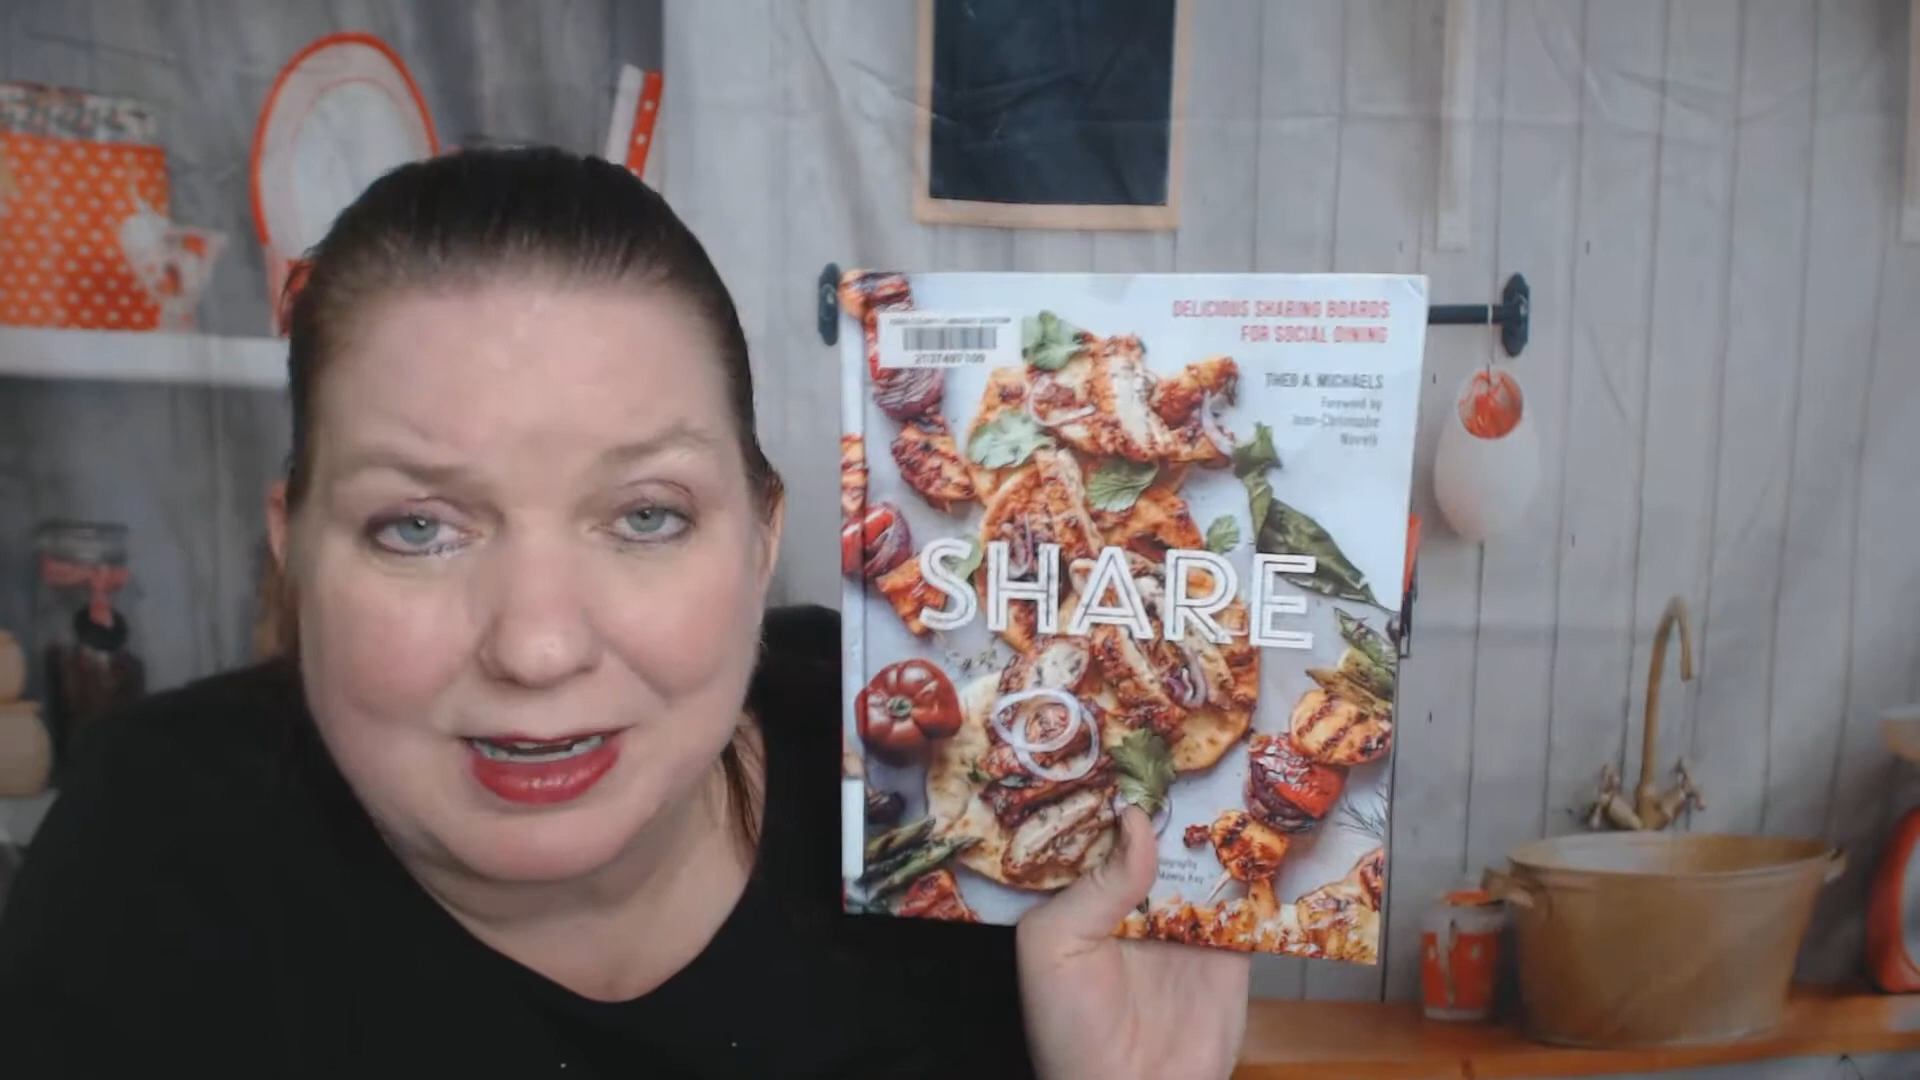 DELICIOUS SHARING BOARDS
FOR SOCIAL DINING
THEO A. MICHAELS
Foreword by
Jean-Christophe
Novelli
SHARE